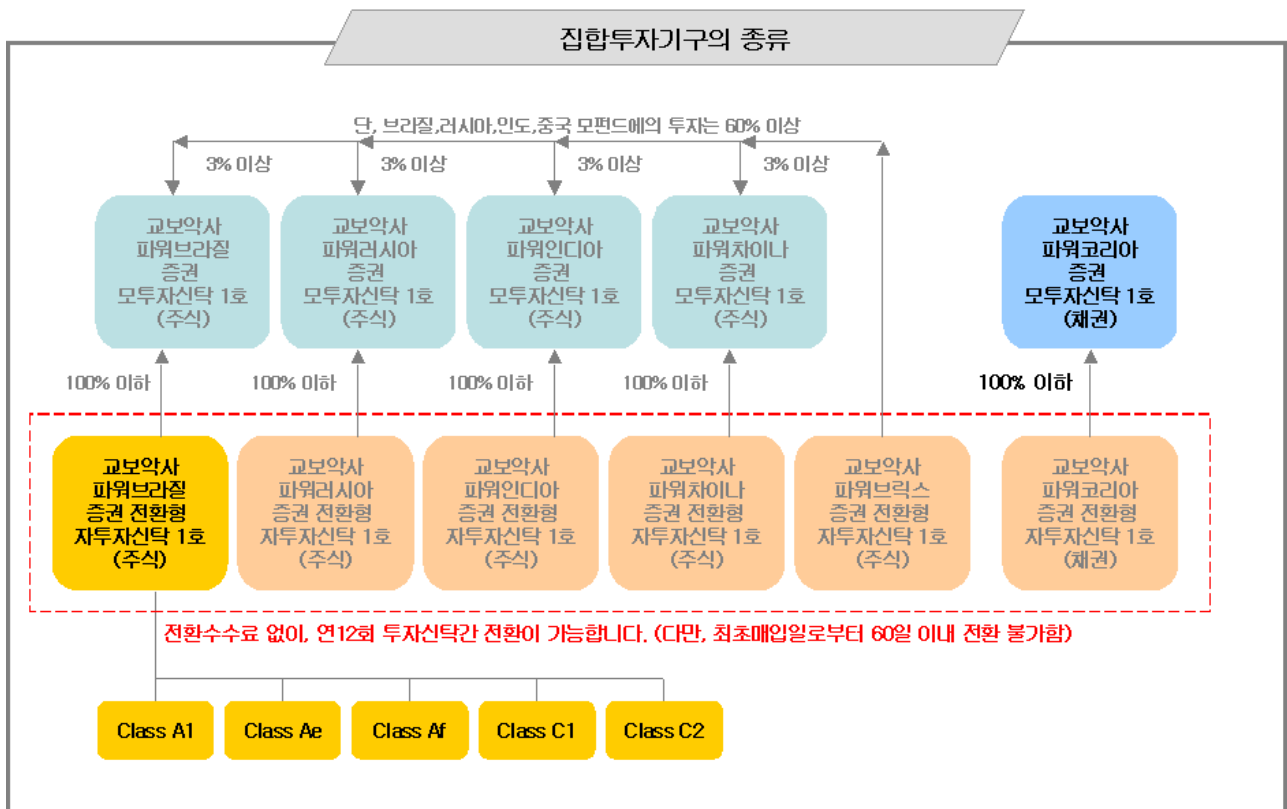 집합투자기구의 종류
단, 브라질,러시아,인도,중국 모펀드에의 투자는 60% 이상
3% 이상
3% 이상
3% 이상
3% 이상
교보악사
파워브라질
증권
모투자신탁 1호
(주식)
교보악사
파워러시아
증권
모투자신탁 1호
(주식)
교보악사
파워인디아
증권
모투자신탁 1호
(주식)
교보악사
파워차이나
증권
모투자신탁 1호
(주식)
교보악사
파워코리아
증권
모투자신탁 1호
(채권)
100% 이하
100% 이하
100% 이하
100% 이하
100% 이하
교보악사
파워브라질
증권 전환형
자투자신탁 1호
(주식)
교보악사
파워러시아
증권 전환형
자투자신탁 1호
(주식)
교보악사
파워인디아
증권 전환형
자투자신탁 1호
(주식)
교보악사
파워차이나
증권 전환형
자투자신탁 1호
(주식)
교보악사
파워브릭스
증권 전환형
자투자신탁 1호
(주식)
교보악사
파워코리아
증권 전환형
자투자신탁 1호
(채권)
전환수수료 없이, 연12회 투자신탁간 전환이 가능합니다. (다만, 최초매입일로부터 60일 이내 전환 불가함)
Class A1
Class Ae
Class Af
Class C1
Class C2